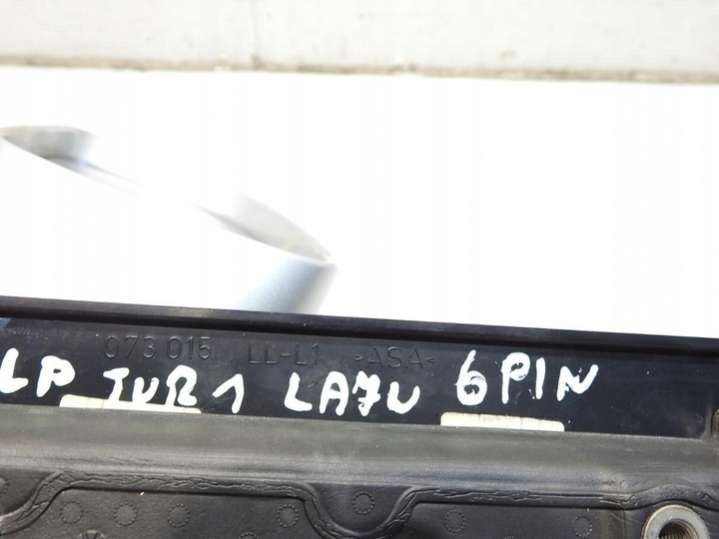 073 015 LL-L1 >ASA<
LP TUR1 LA7U 6PIN